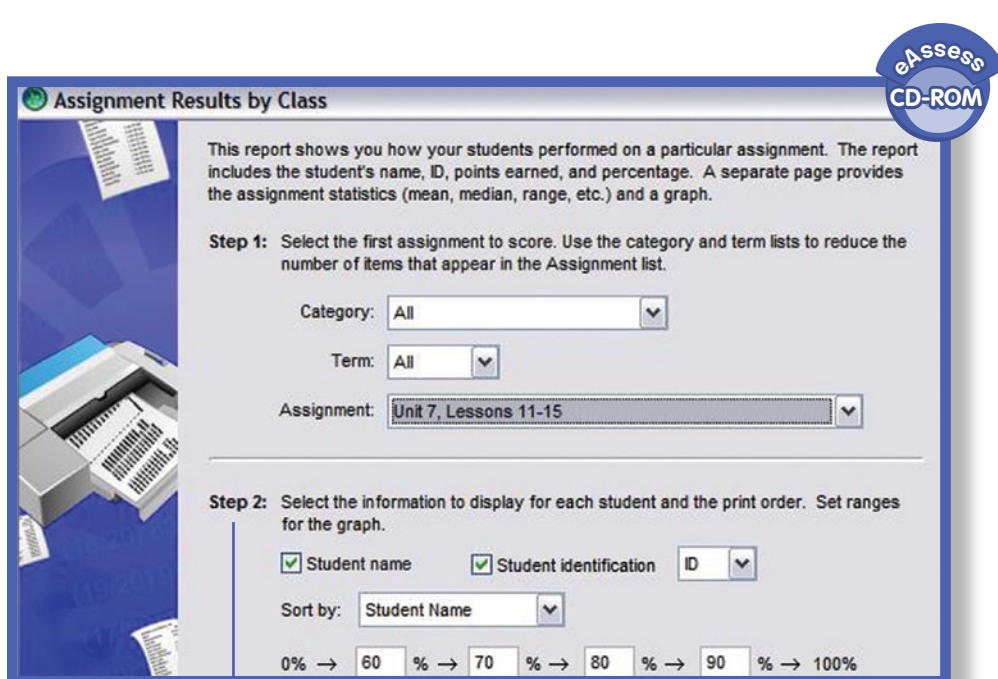 eAssess
CD-ROM
Assignment Results by Class
This report shows you how your students performed on a particular assignment. The report
includes the student's name, ID, points earned, and percentage. A separate page provides
the assignment statistics (mean, median, range, etc.) and a graph.
Step 1: Select the first assignment to score. Use the category and term lists to reduce the
number of items that appear in the Assignment list.
Category: All
Term: All
Assignment: Unit 7, Lessons 11-15
Step 2: Select the information to display for each student and the print order. Set ranges
for the graph.
Student name Student identification ID
Sort by: Student Name
0% → 60 % → 70 % → 80 % → 90 % → 100%